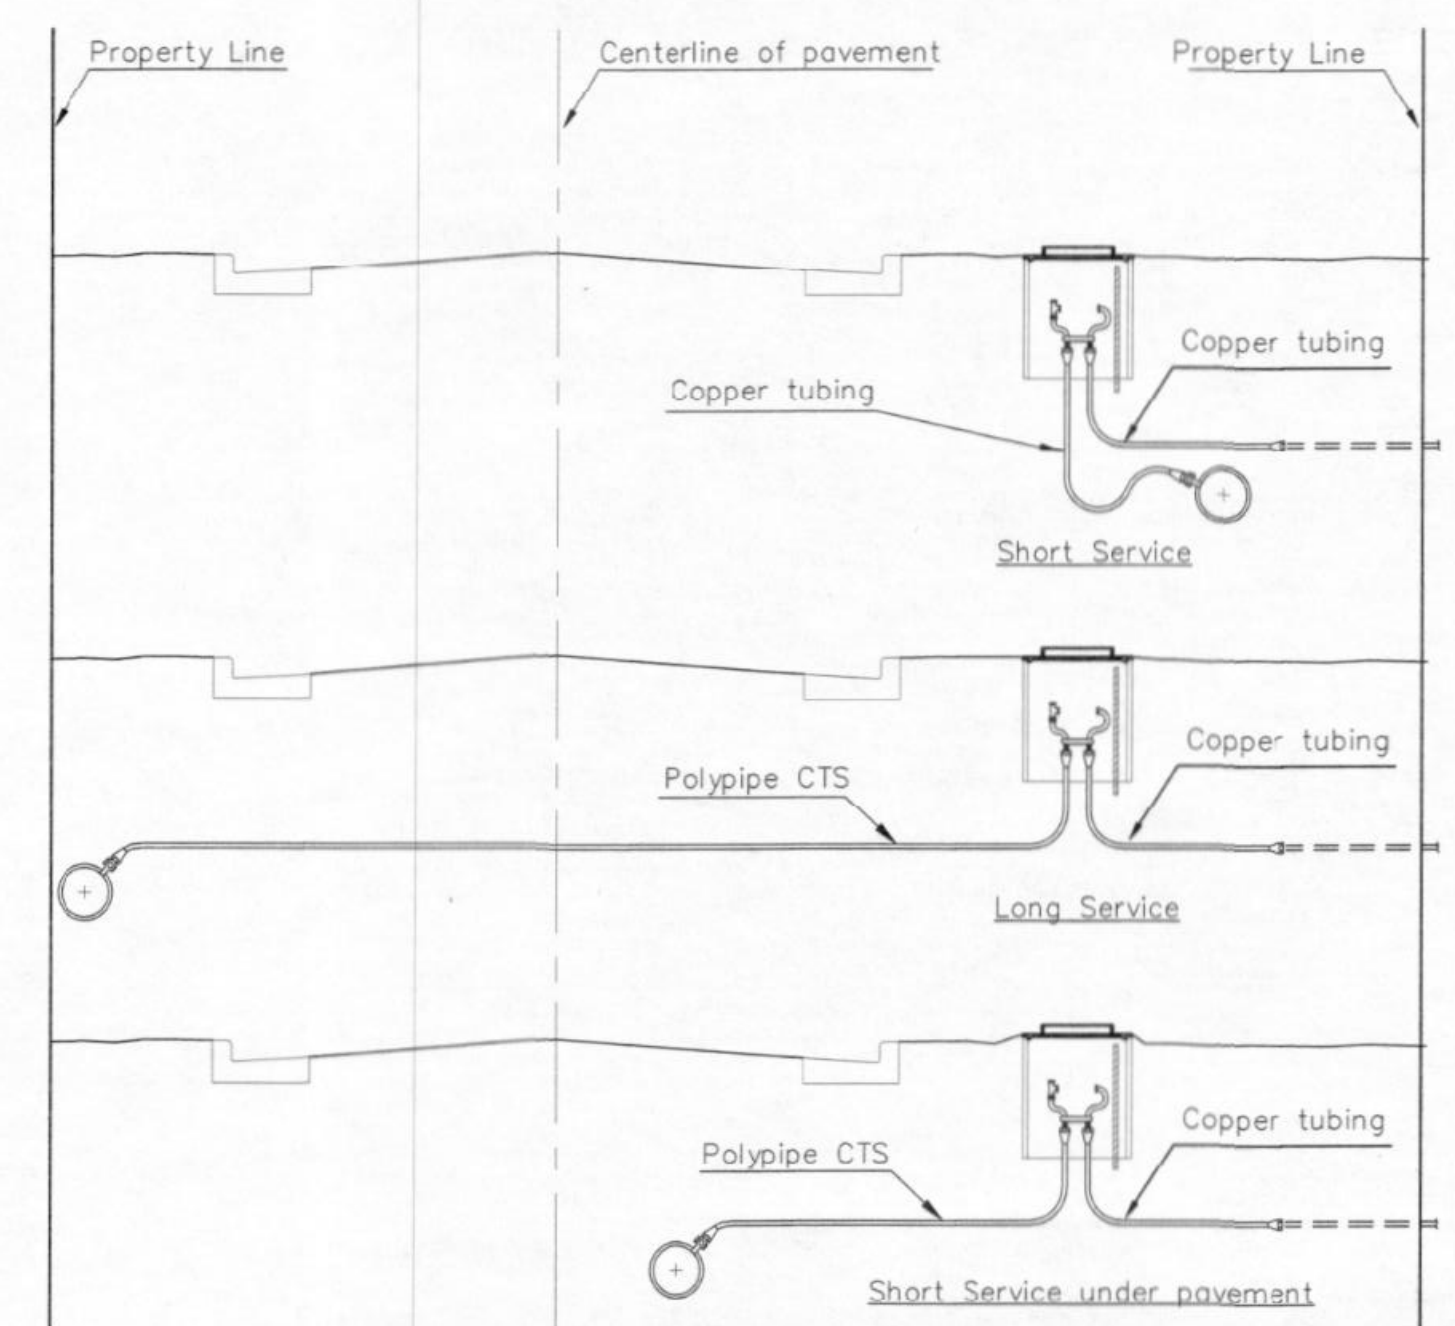 Property Line
Centerline of pavement
Property Line
Copper tubing
Copper tubing
Short Service
Copper tubing
Polypipe CTS
Long Service
Copper tubing
Polypipe CTS
Short Service under pavement